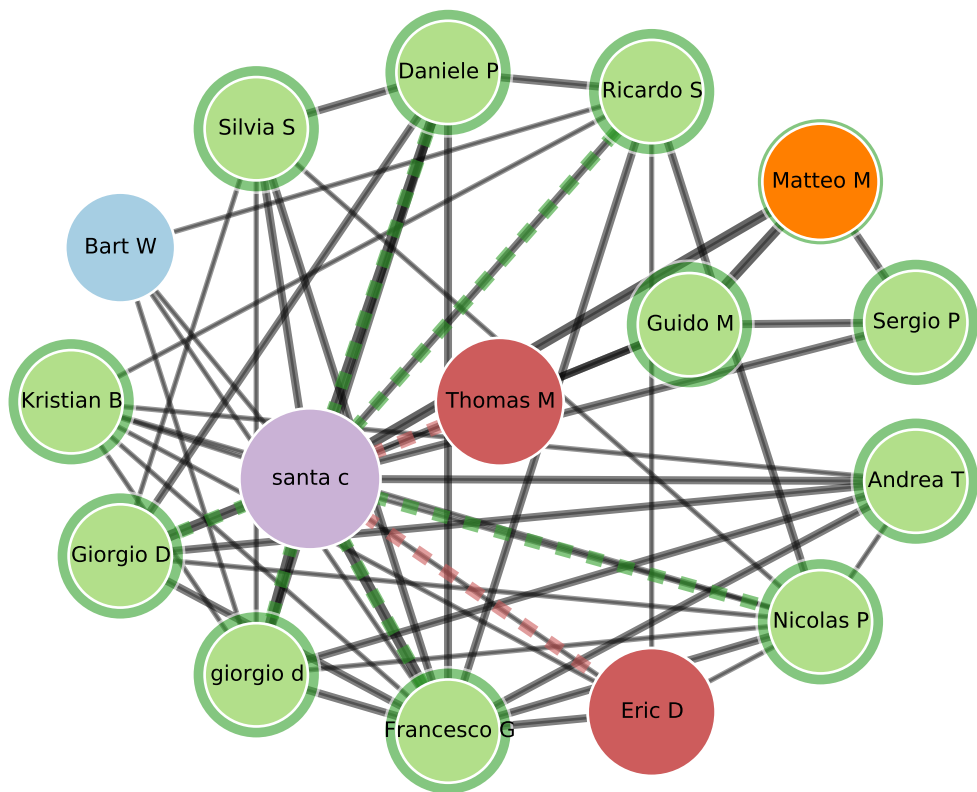 Daniele P
Ricardo S
Silvia S
Matteo M
Bart W
Guido M
Sergio P
Kristian B
Thomas M
santa c
Andrea T
Giorgio D
Nicolas P
giorgio d
Eric D
Francesco G